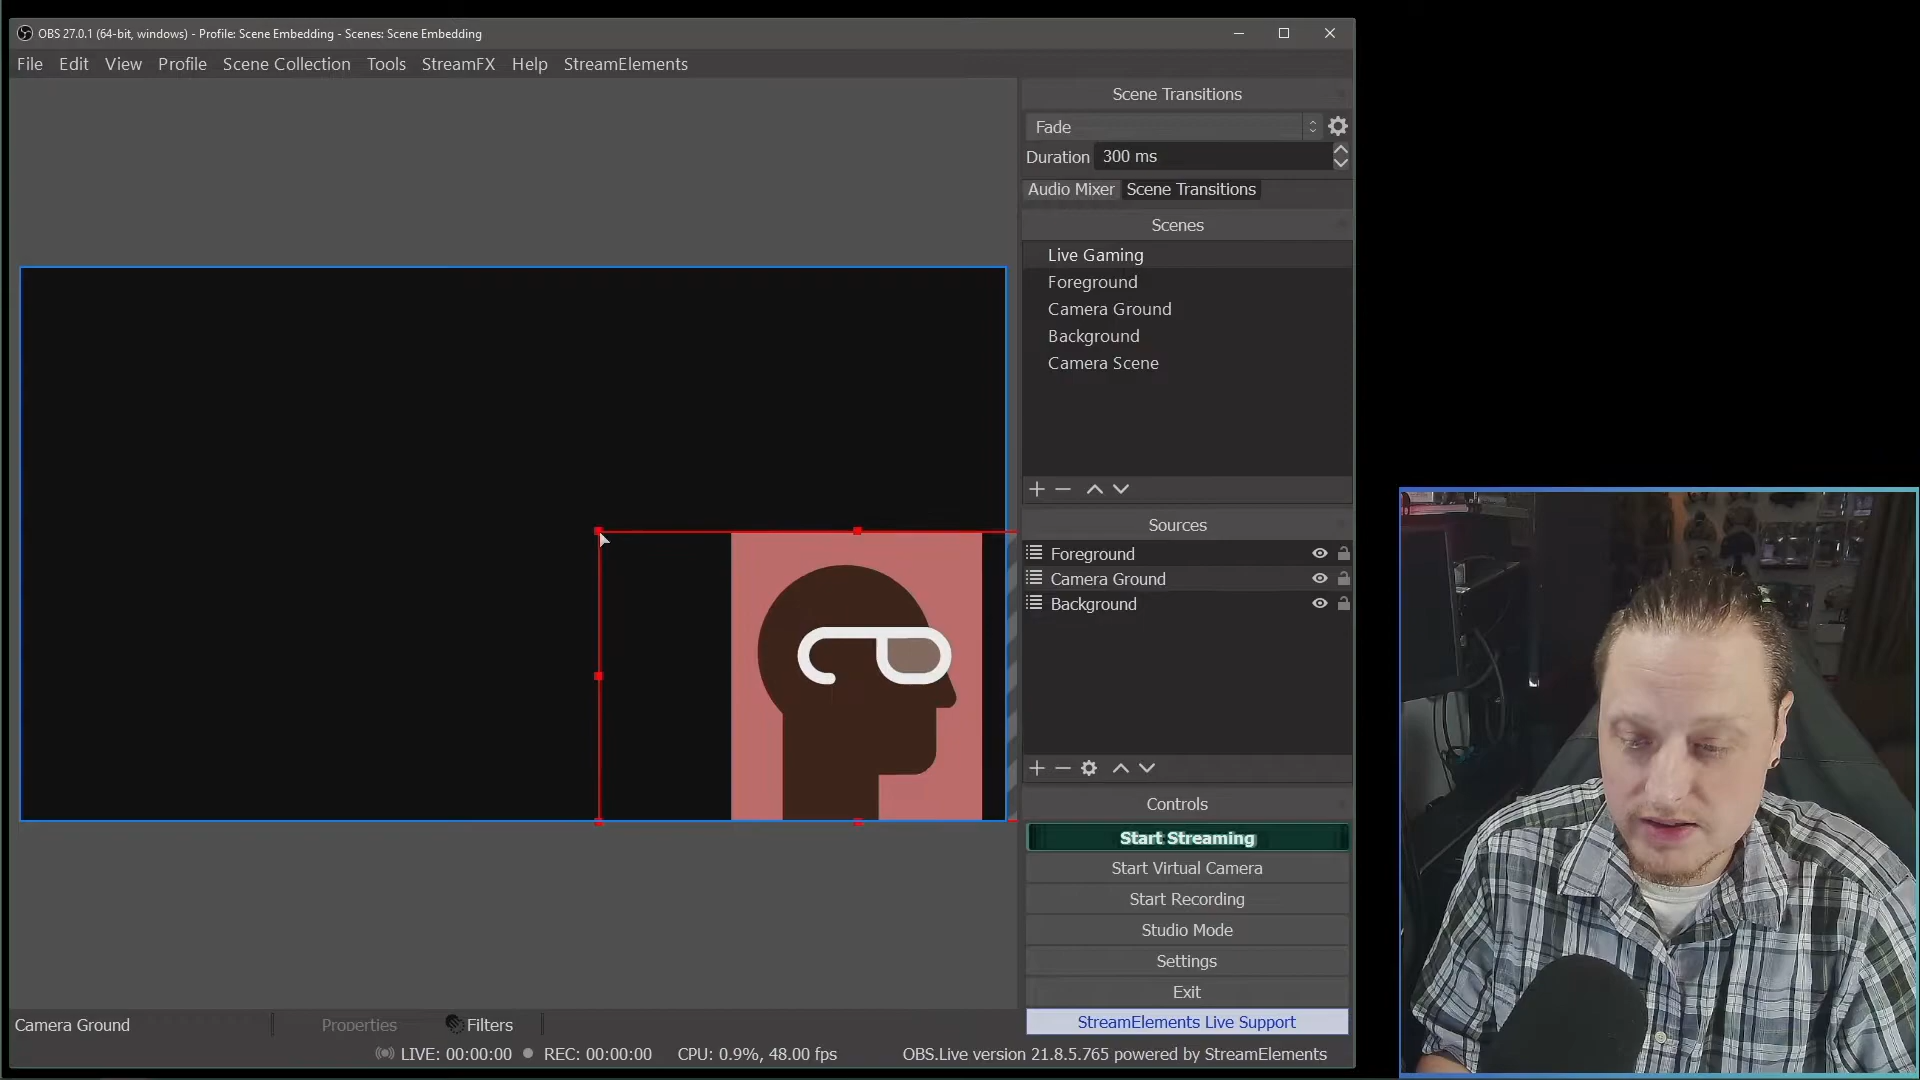 OBS 27.0.1 (64-bit, windows) - Profile: Scene Embedding - Scenes: Scene Embedding
File Edit View Profile Scene Collection Tools StreamFX Help StreamElements
Scene Transitions
Fade
Duration 300 ms
Audio Mixer Scene Transitions
Scenes
Live Gaming
Foreground
Camera Ground
Background
Camera Scene
Sources
Foreground
Camera Ground
Background
Controls
Start Streaming
Start Virtual Camera
Start Recording
Studio Mode
Settings
Exit
StreamElements Live Support
Camera Ground Properties Filters
LIVE: 00:00:00 REC: 00:00:00 CPU: 0.9%, 48.00 fps OBS.Live version 21.8.5.765 powered by StreamElements